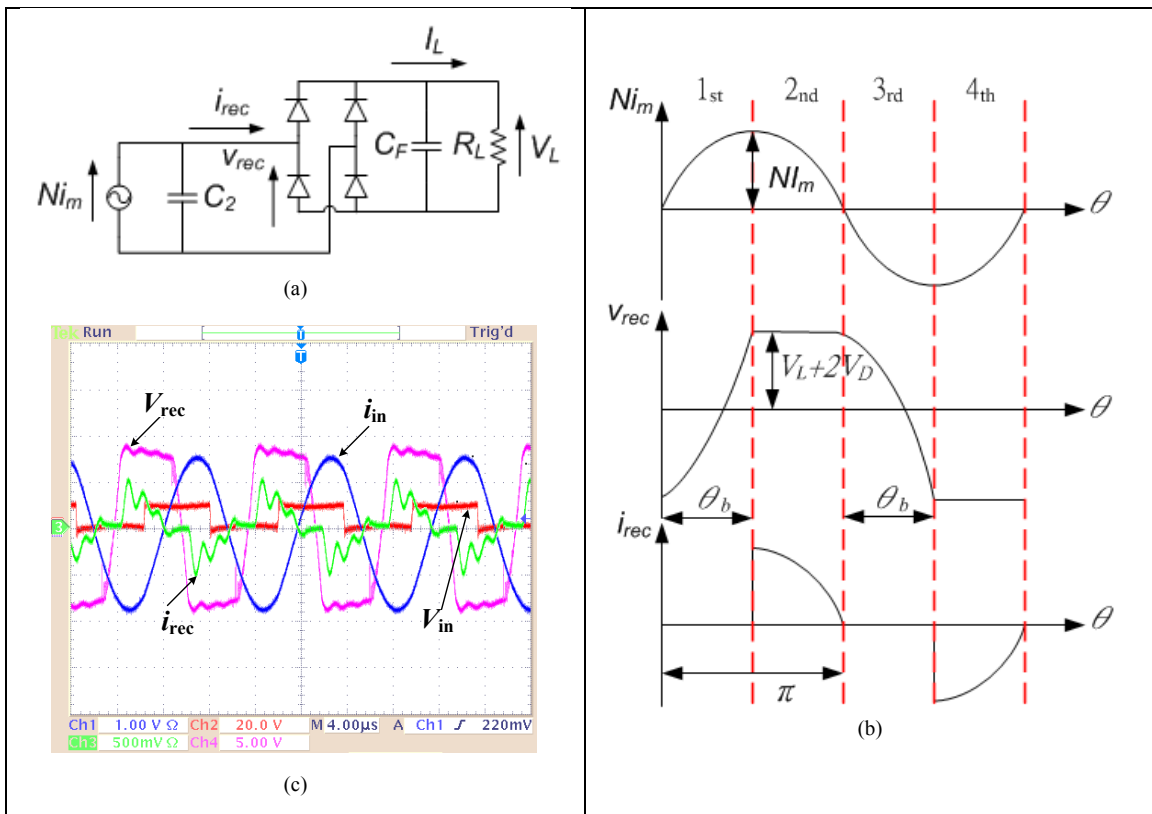 I_L
i_rec
v_rec
Ni_m
C_2
C_F
R_L
V_L
(a)
Tek Run
Trig'd
T
T
V_rec
i_in
3
i_rec
V_in
Ch1 1.00 V Ω Ch2 20.0 V M 4.00µs A Ch1 ʃ 220mV
Ch3 500mV Ω Ch4 5.00 V
(c)
Ni_m
1st 2nd 3rd 4th
NI_m
θ
v_rec
V_L+2V_D
θ
θ_b
θ_b
i_rec
θ
π
(b)